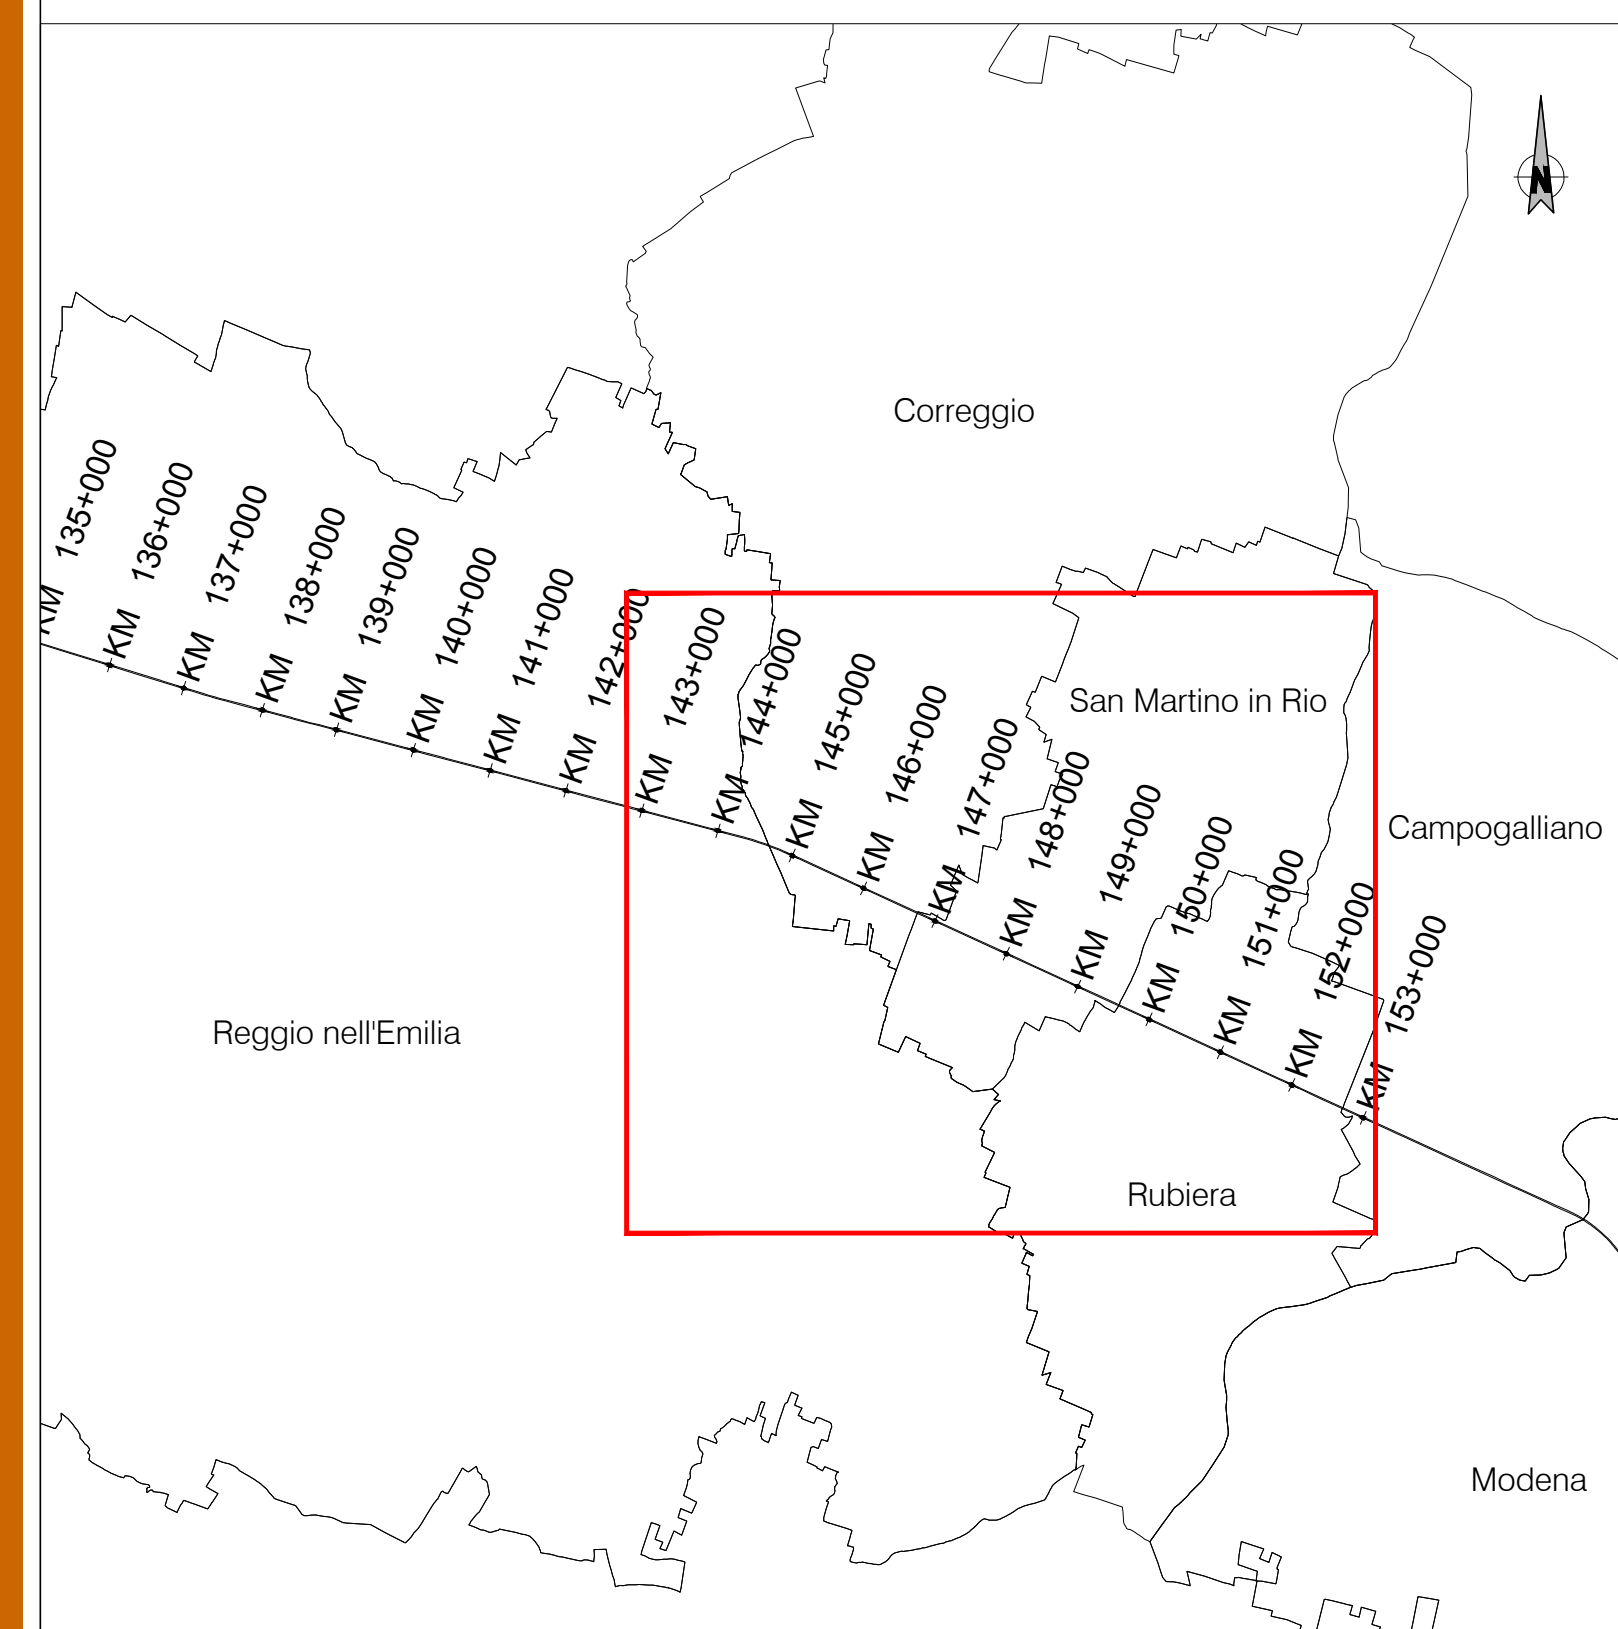 N
Correggio
KM 135+000
KM 136+000
KM 137+000
KM 138+000
KM 139+000
KM 140+000
KM 141+000
KM 142+000
KM 143+000
KM 144+000
KM 145+000
KM 146+000
KM 147+000
KM 148+000
KM 149+000
KM 150+000
KM 151+000
KM 152+000
KM 153+000
San Martino in Rio
Campogalliano
Reggio nell'Emilia
Rubiera
Modena